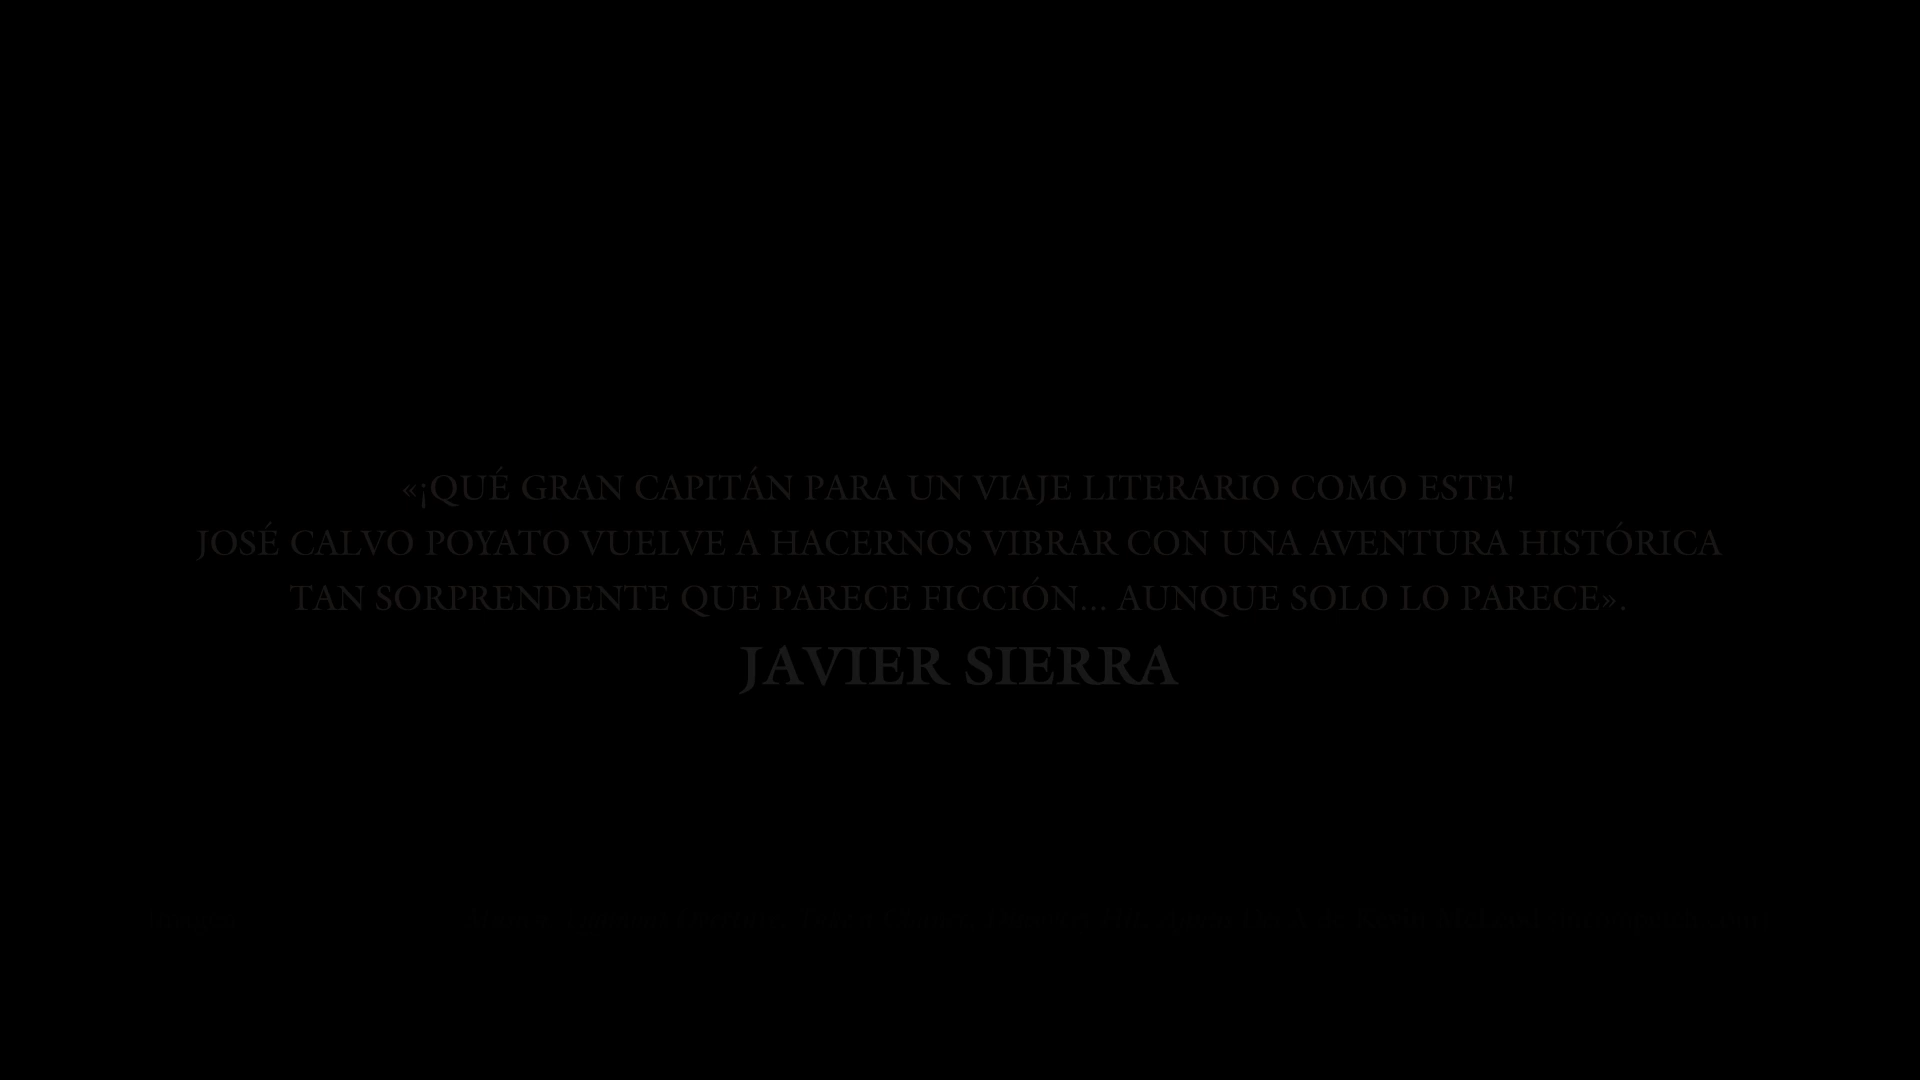 «¡QUÉ GRAN CAPITÁN PARA UN VIAJE LITERARIO COMO ESTE!
JOSÉ CALVO POYATO VUELVE A HACERNOS VIBRAR CON UNA AVENTURA HISTÓRICA
TAN SORPRENDENTE QUE PARECE FICCIÓN... AUNQUE SOLO LO PARECE».
JAVIER SIERRA